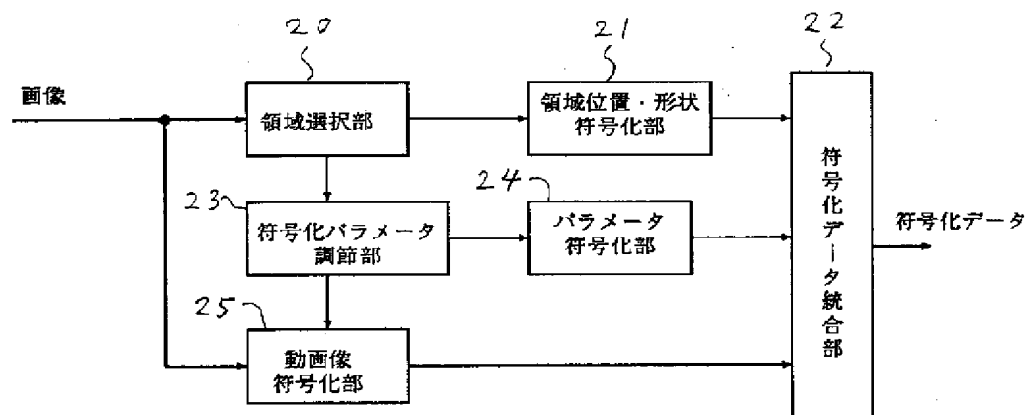 20
21
22
画像
領域選択部
領域位置・形状
符号化部
23
24
符号化パラメータ
調節部
パラメータ
符号化部
符号化データ統合部
符号化データ
25
動画像
符号化部